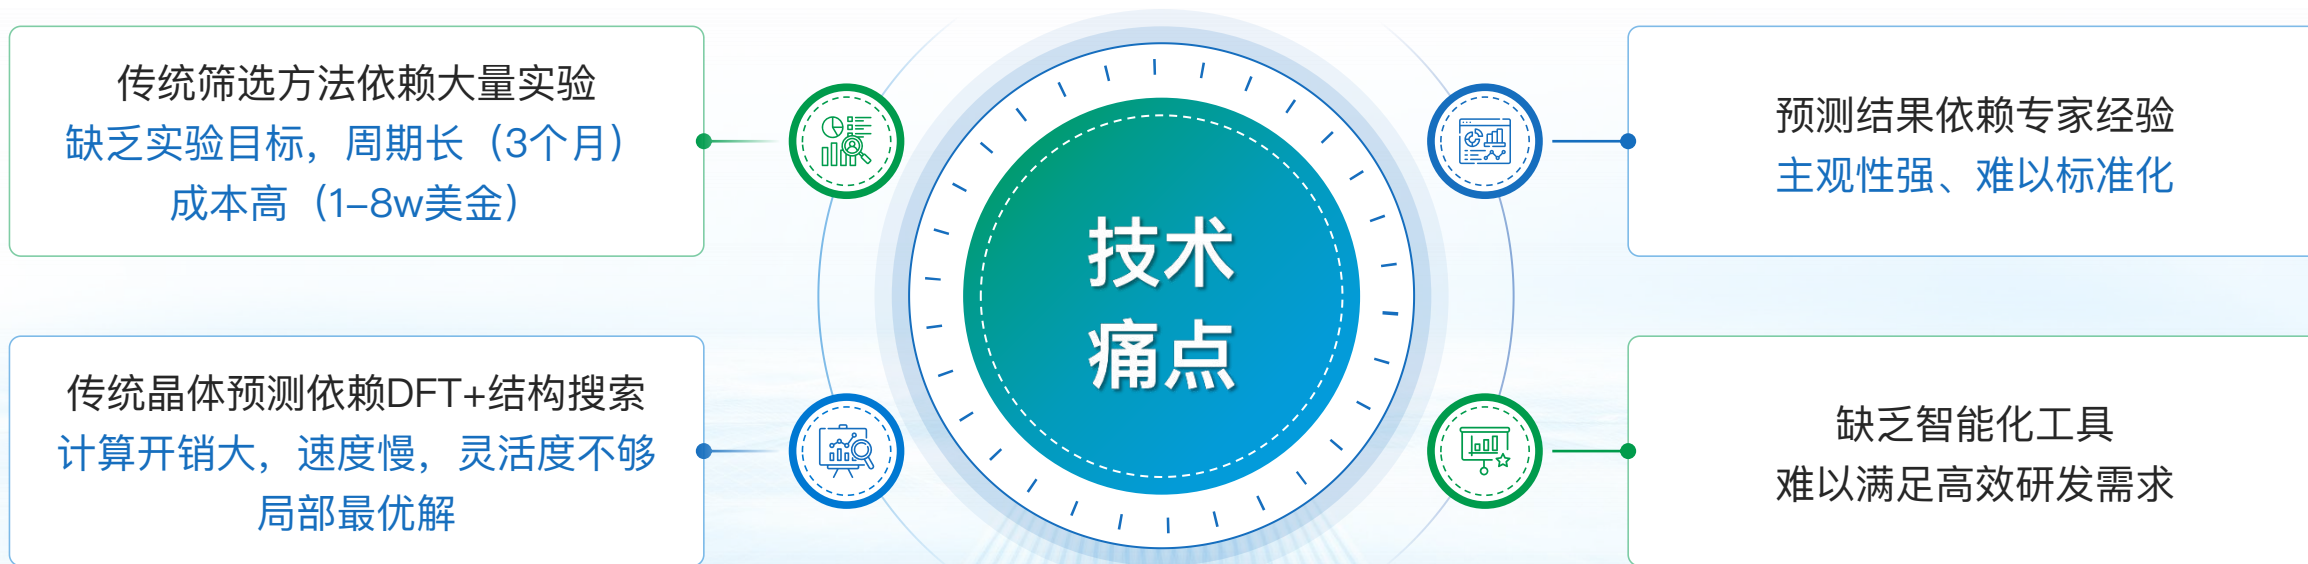 传统筛选方法依赖大量实验
缺乏实验目标，周期长（3个月）
成本高（1-8w美金）
传统晶体预测依赖DFT+结构搜索
计算开销大，速度慢，灵活度不够
局部最优解
技术
痛点
预测结果依赖专家经验
主观性强、难以标准化
缺乏智能化工具
难以满足高效研发需求